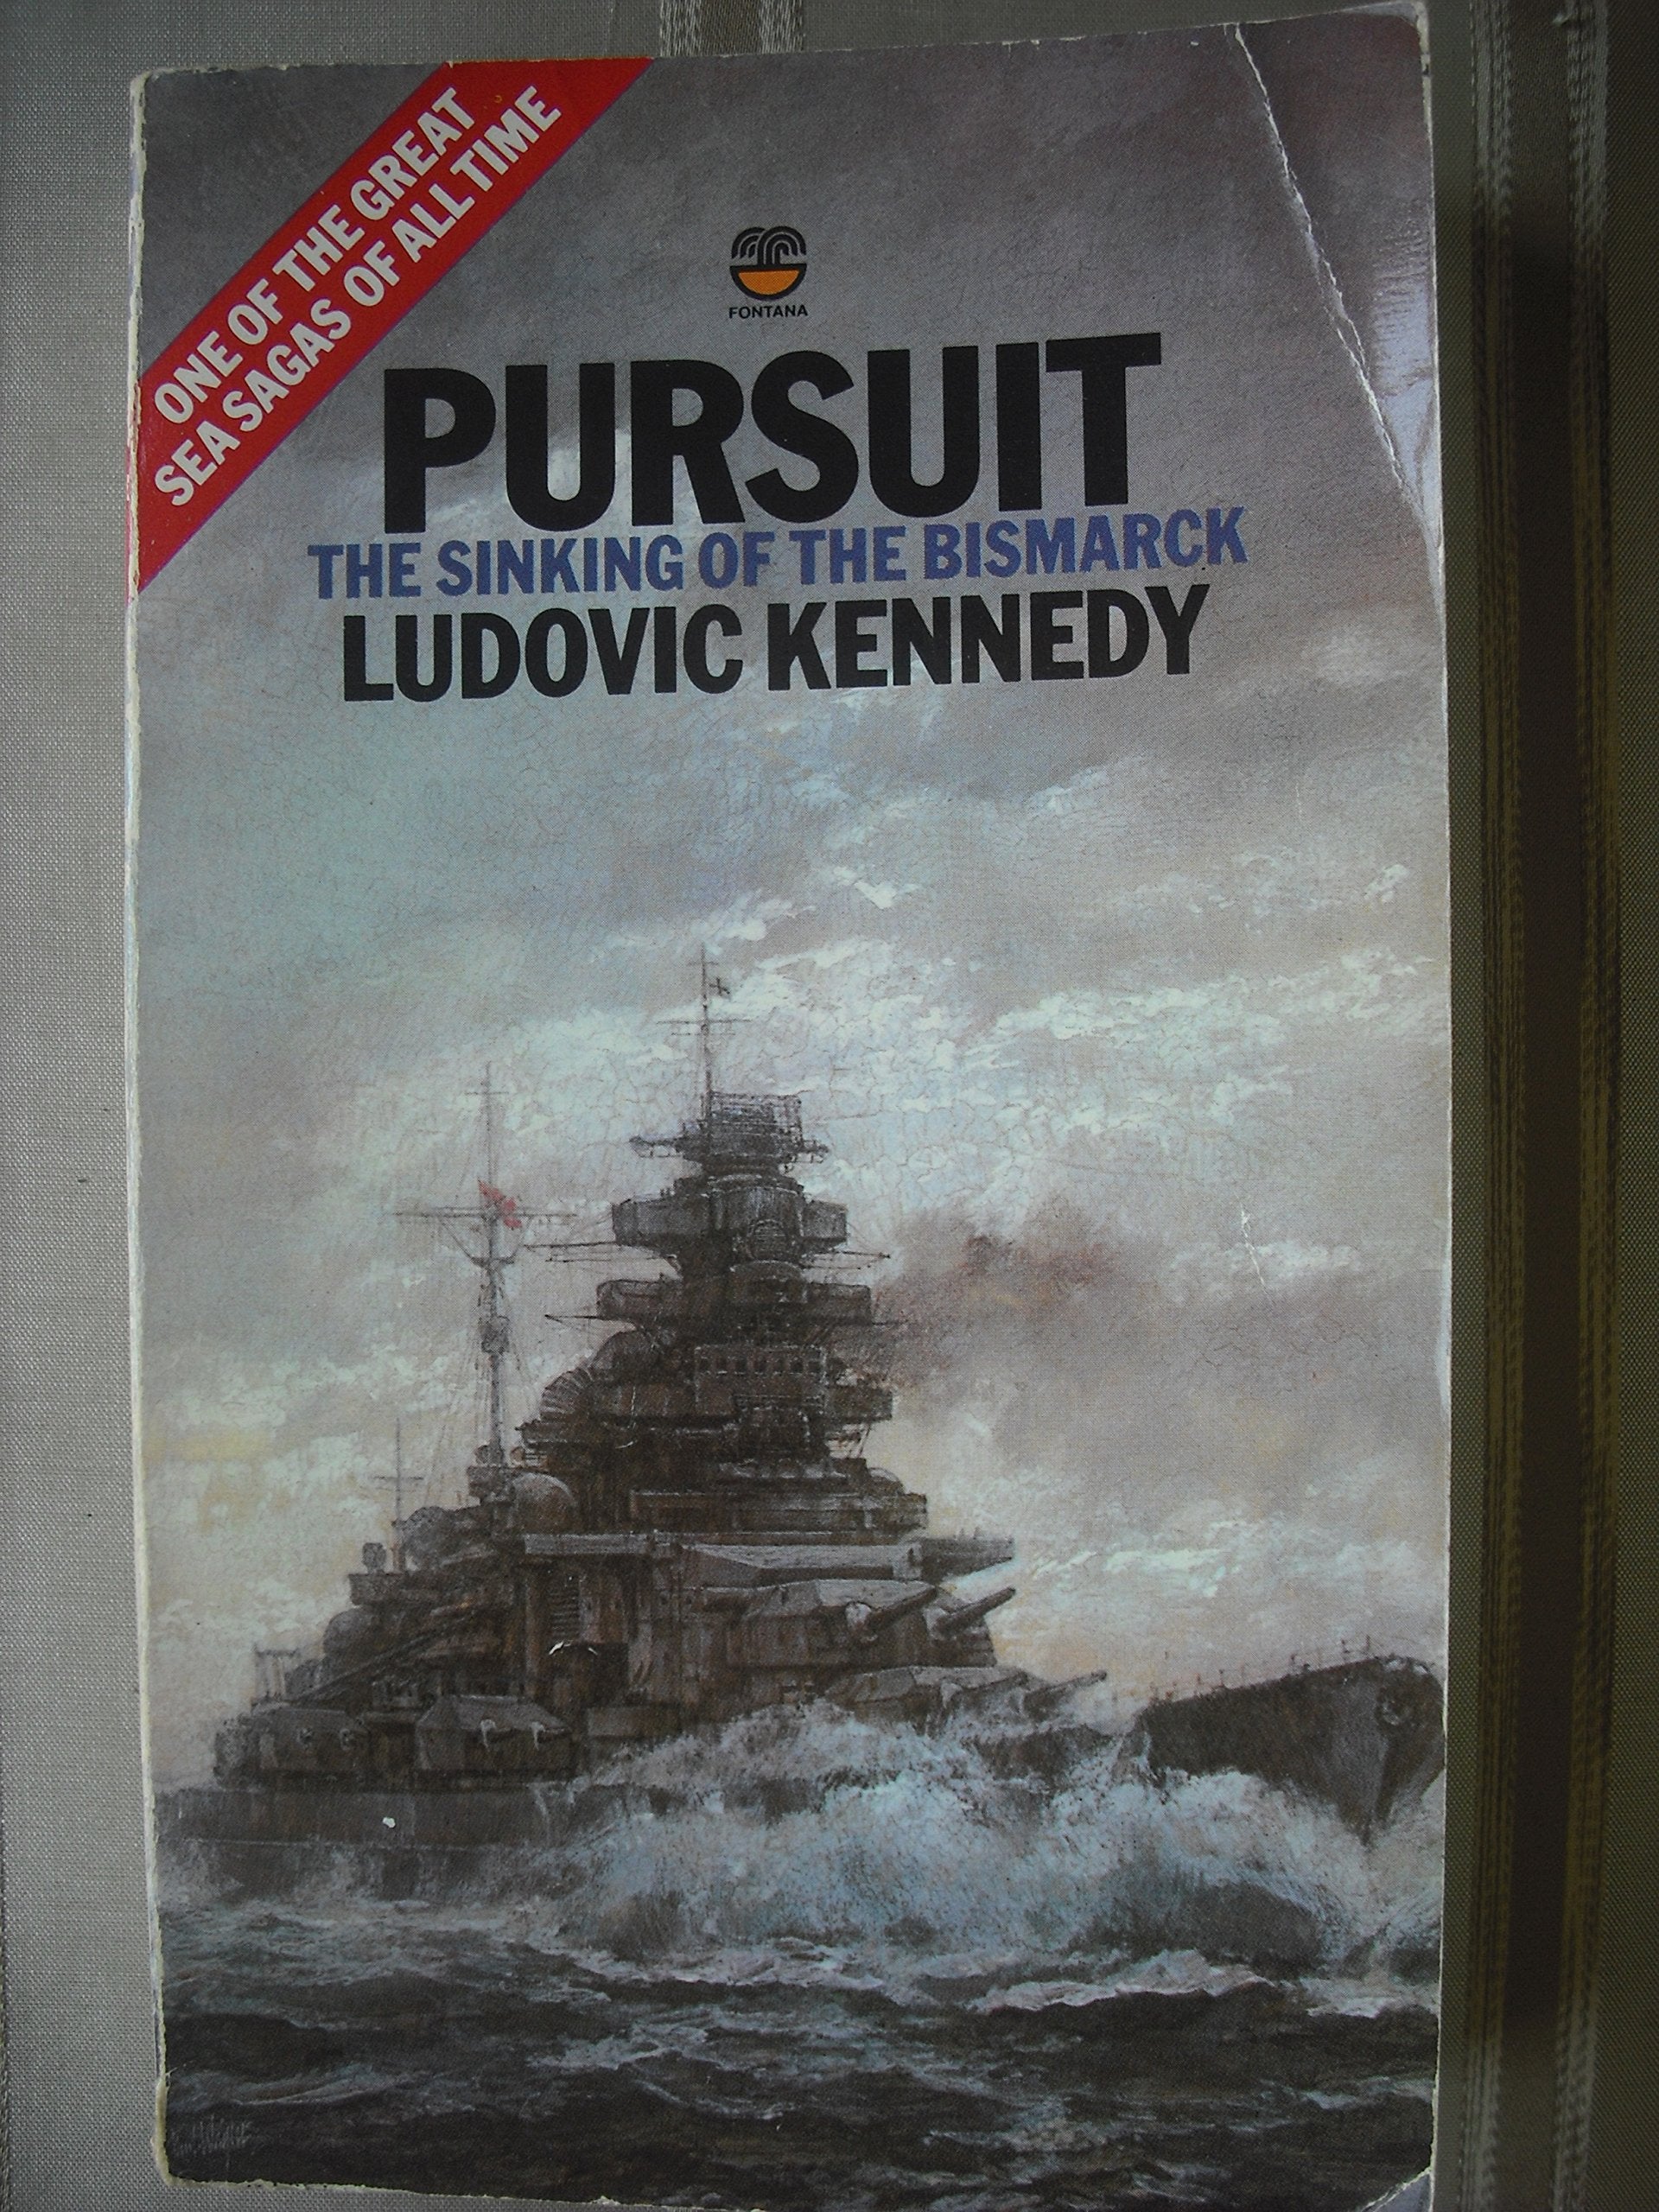 ONE OF THE GREAT
SEA SAGAS OF ALL TIME
FONTANA
PURSUIT
THE SINKING OF THE BISMARCK
LUDOVIC KENNEDY